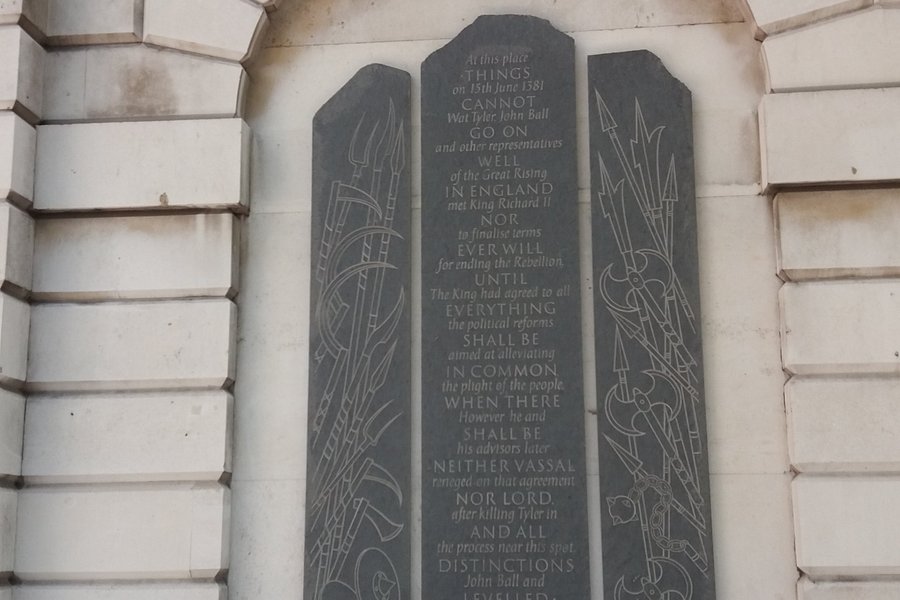 At this place
THINGS
on 15th June 1381
CANNOT
Wat Tyler, John Ball
GO ON
and other representatives
WELL
of the Great Rising
IN ENGLAND
met King Richard II
NOR
to finalise terms
EVER WILL
for ending the Rebellion.
UNTIL
The King had agreed to all
EVERYTHING
the political reforms
SHALL BE
aimed at alleviating
IN COMMON
the plight of the people.
WHEN THERE
However he and
SHALL BE
his advisors later
NEITHER VASSAL
reneged on that agreement
NOR LORD,
after killing Tyler in
AND ALL
the process near this spot.
DISTINCTIONS
John Ball and
LEVELLED.